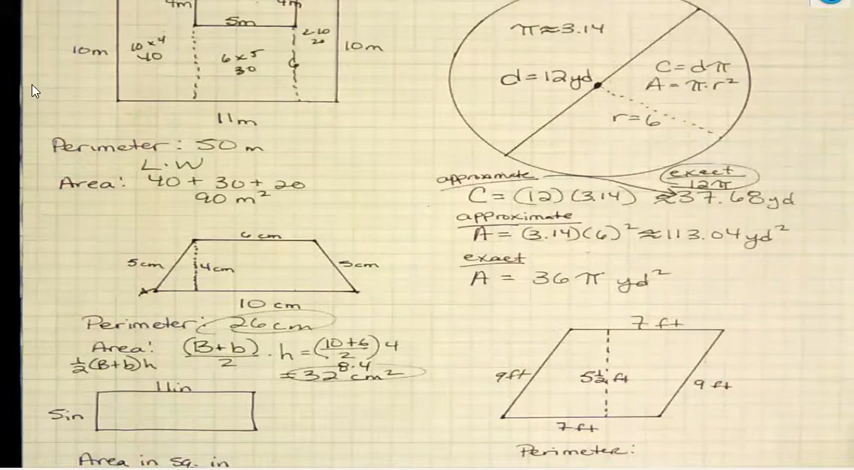 4m
4m
5m
10m
10 x 4
40
6 x 5
30
2·10
20
6
10m
11m
Perimeter: 50 m
L·W
Area: 40 + 30 + 20
90 m²
6 cm
5cm
4cm
5cm
10 cm
Perimeter: 26cm
Area: (B+b)/2 · h = (10+6/2) 4
½(B+b)h
8·4
= 32 cm²
11in
5in
Area in sq. in
π ≈ 3.14
d = 12yd
C = dπ
A = π·r²
r = 6
approximate
exact
12π
C = (12)(3.14) ≈ 37.68yd
approximate
A = (3.14)(6)² ≈ 113.04yd²
exact
A = 36π yd²
7 ft
9ft
5½ ft
9 ft
7 ft
Perimeter: